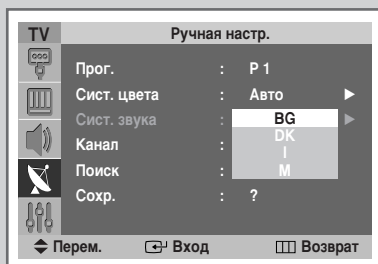 TV Ручная настр.
Прог. : P 1
Сист. цвета : Авто
Сист. звука : BG
DK
I
Канал :
M
Поиск :
Сохр. : ?
Перем. Вход Возврат